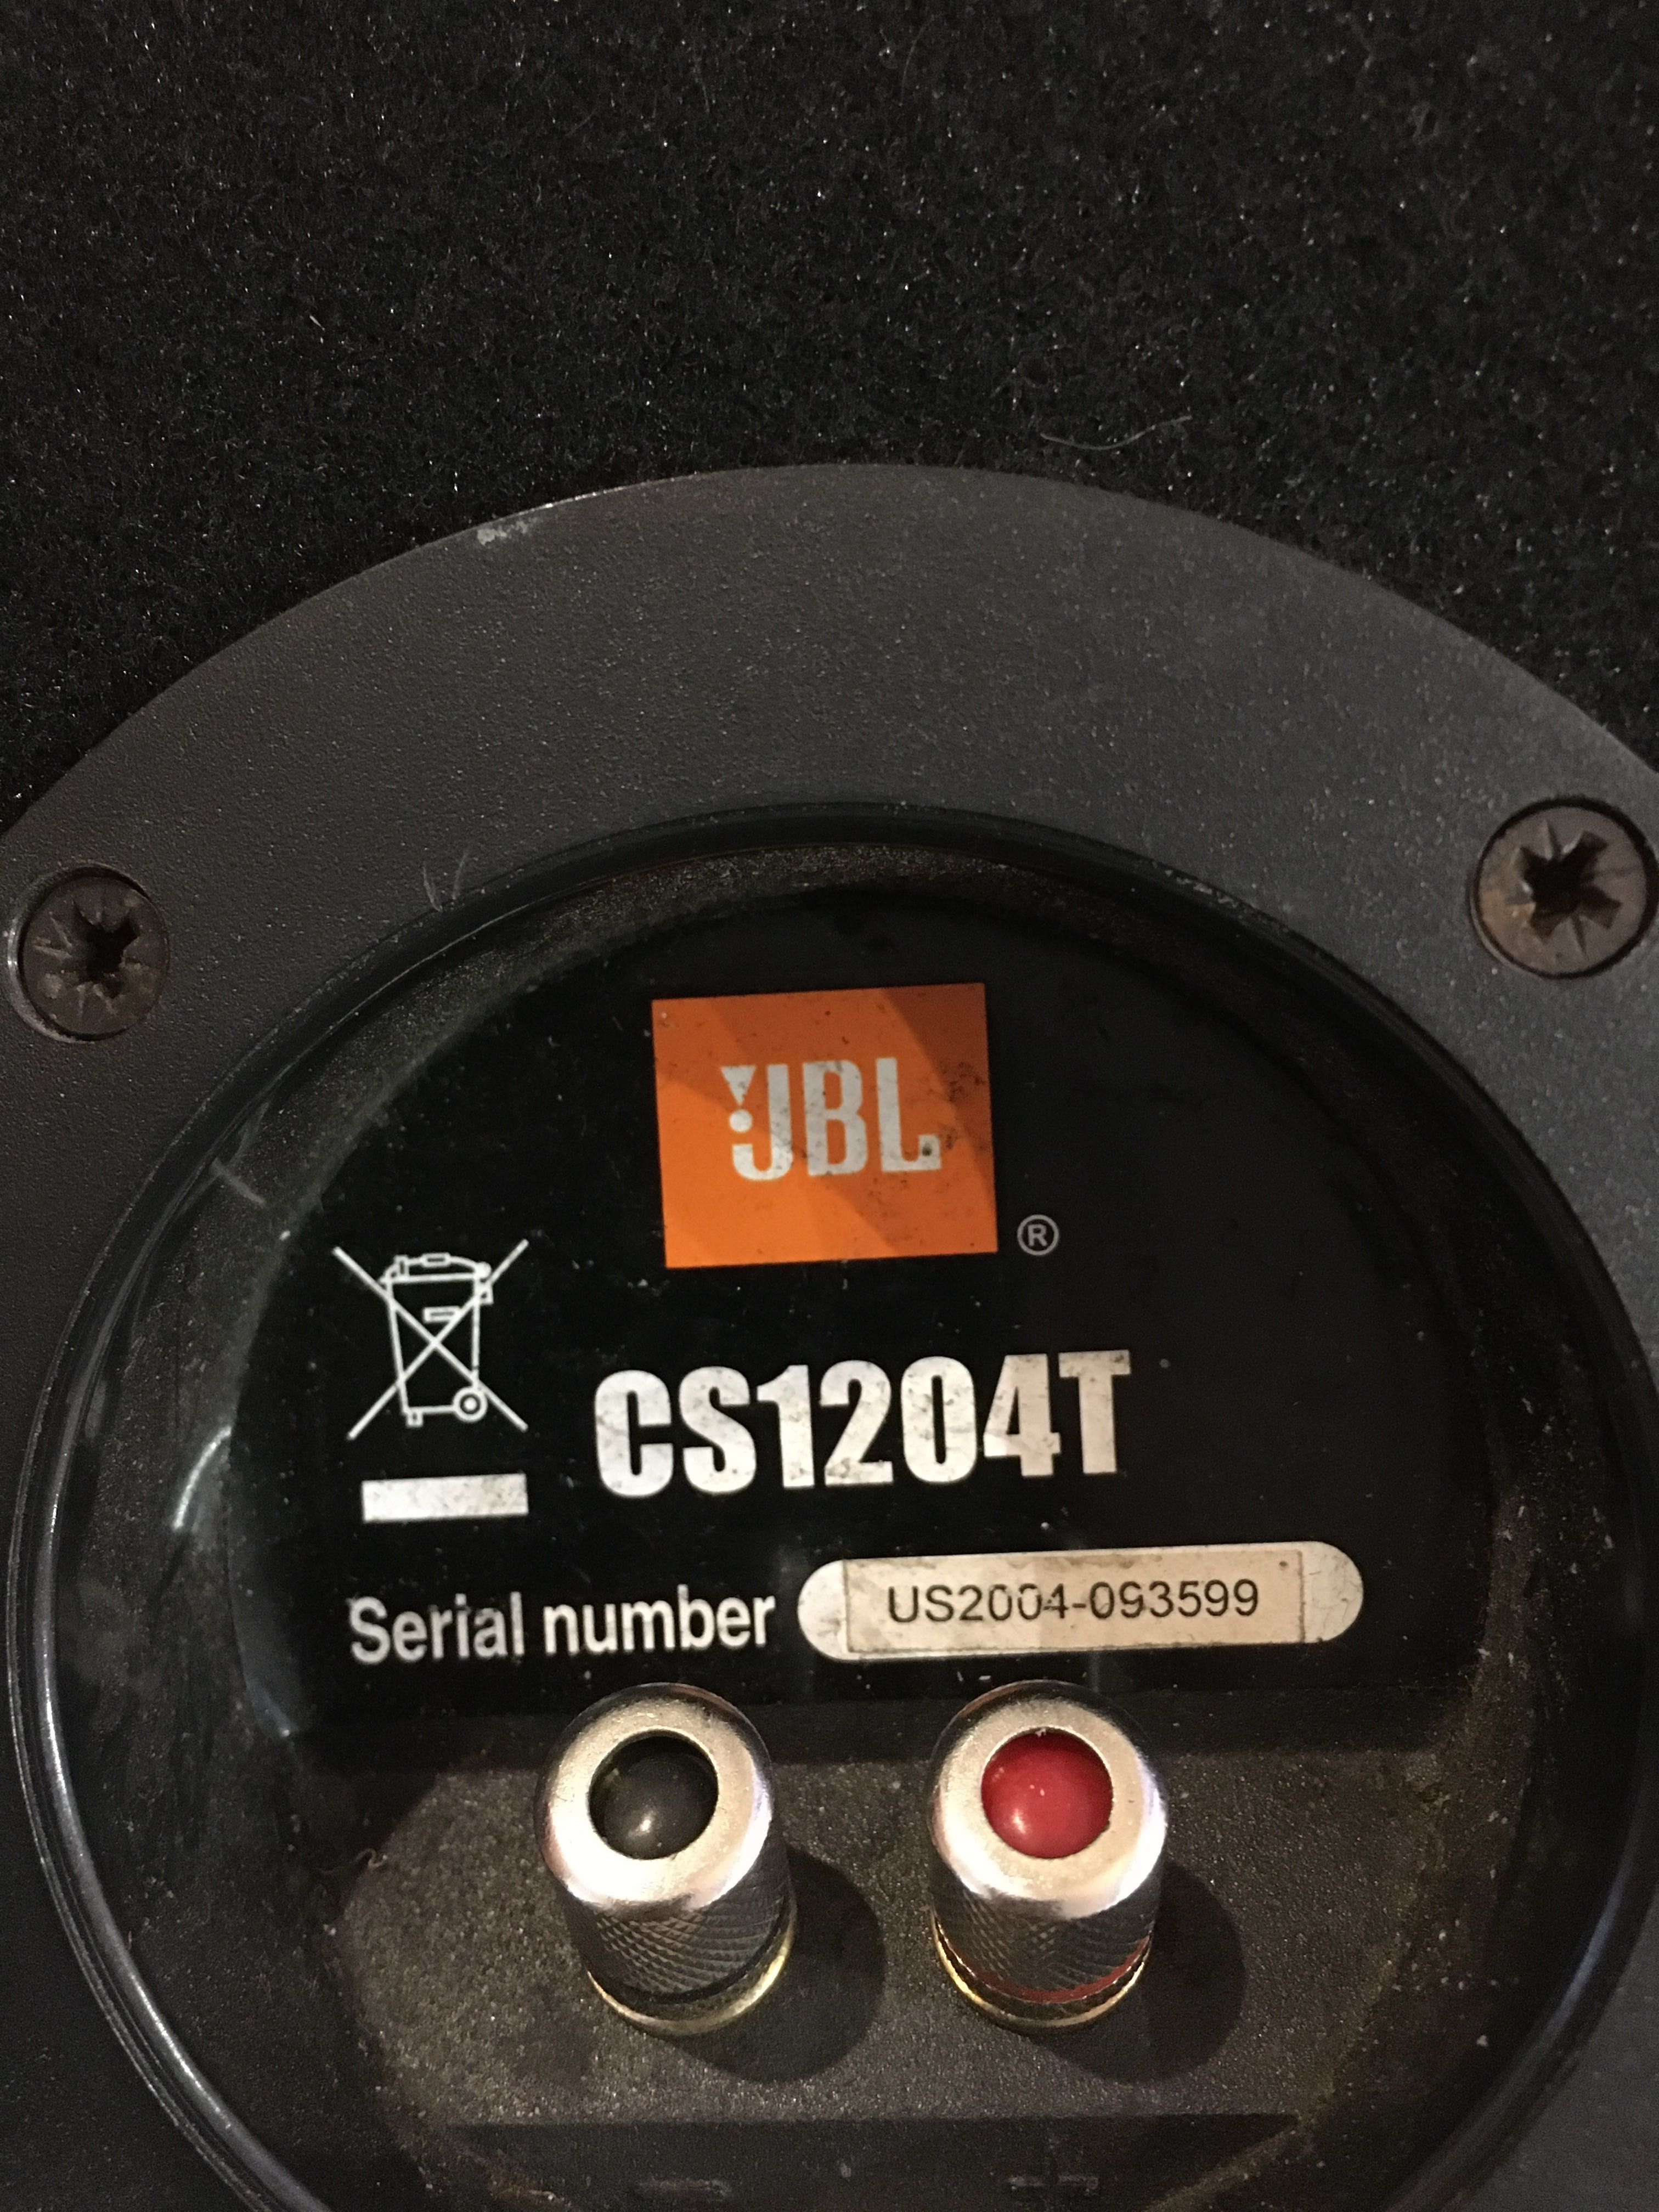 JBL
®
CS1204T
Serial number US2004-093599
- +